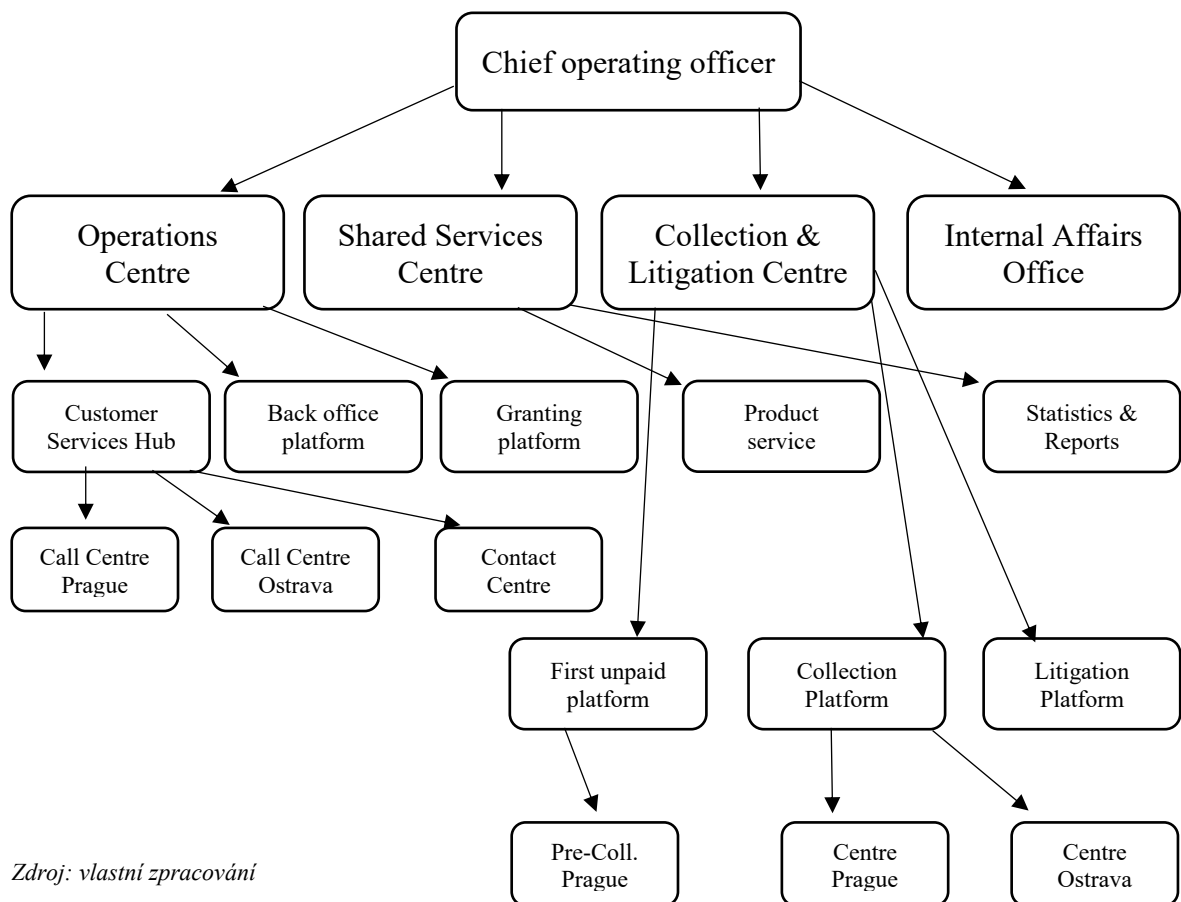 Chief operating officer
Operations
Centre
Shared Services
Centre
Collection &
Litigation Centre
Internal Affairs
Office
Customer
Services Hub
Back office
platform
Granting
platform
Product
service
Statistics &
Reports
Call Centre
Prague
Call Centre
Ostrava
Contact
Centre
First unpaid
platform
Collection
Platform
Litigation
Platform
Pre-Coll.
Prague
Centre
Prague
Centre
Ostrava
Zdroj: vlastní zpracování